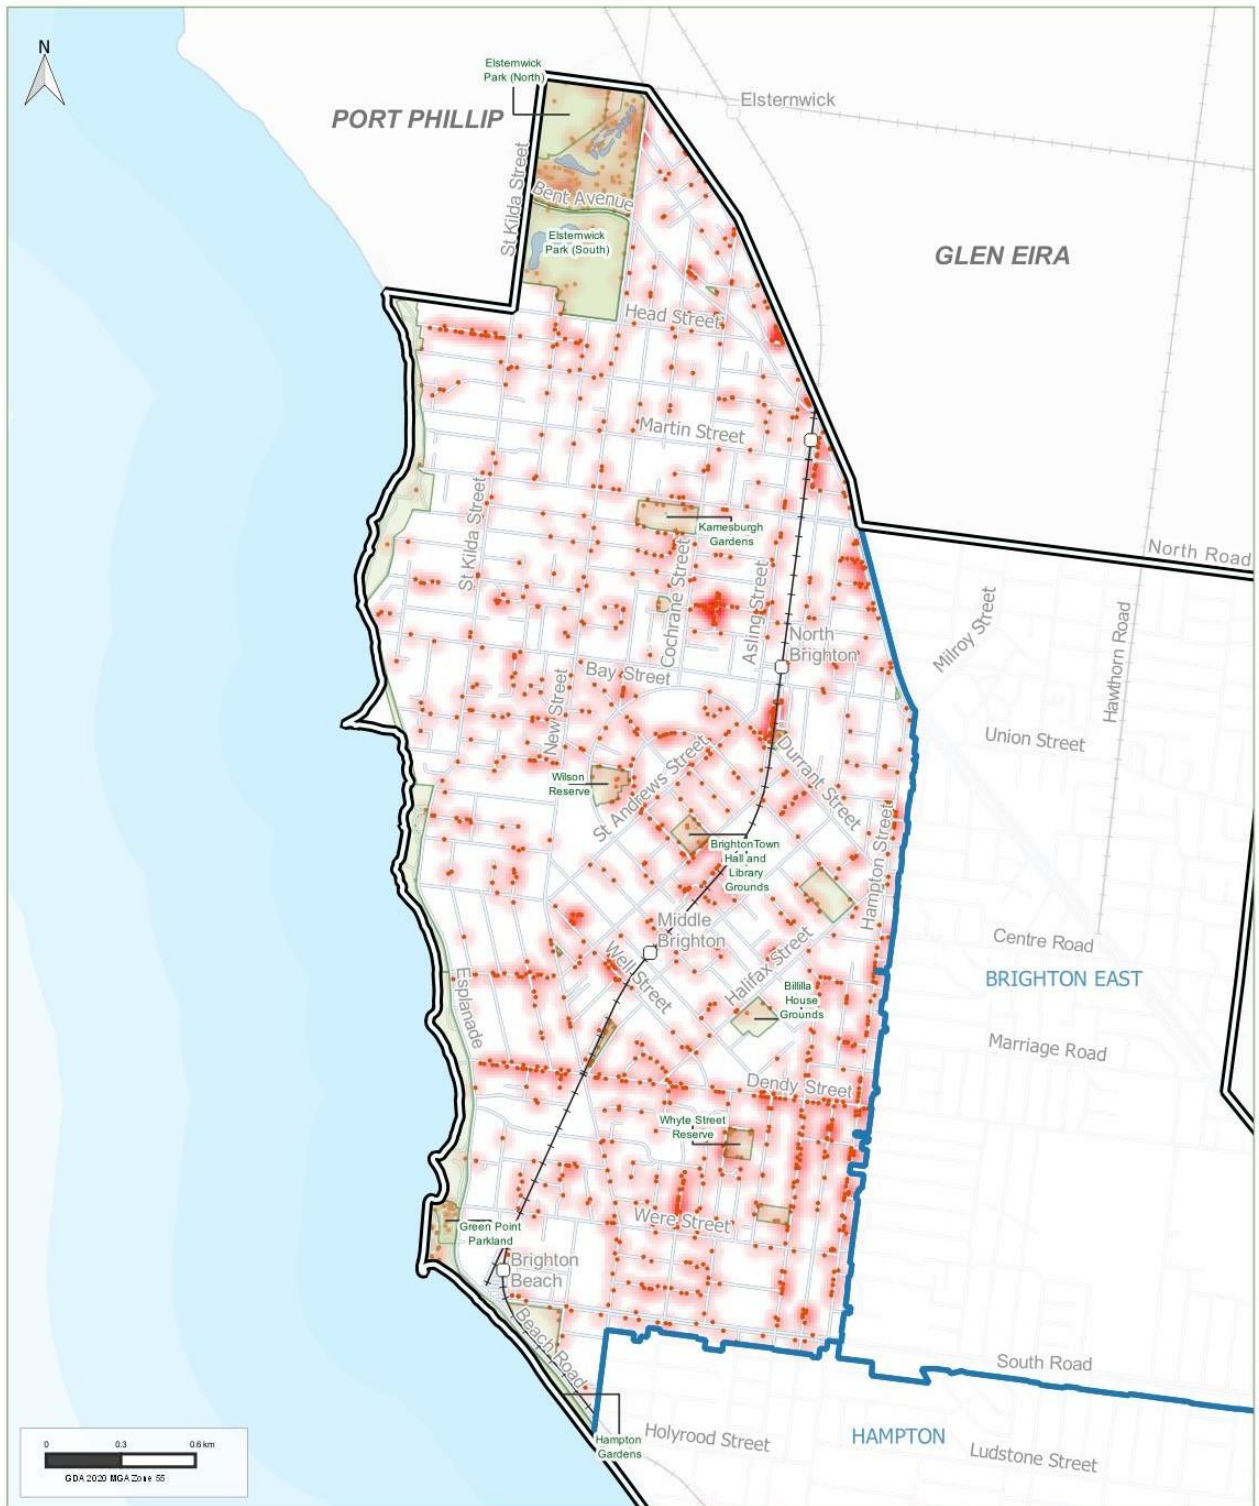 N
Elsternwick
Park (North)
Elsternwick
PORT PHILLIP
St Kilda Street
Bent Avenue
Elsternwick
Park (South)
GLEN EIRA
Head Street
Martin Street
St Kilda Street
Kamesburgh
Gardens
North Road
Cochrane Street
Asling Street
Milroy Street
Hawthorn Road
North
Brighton
Bay Street
New Street
Union Street
Durrant Street
St Andrews Street
Wilson
Reserve
Hampton Street
Brighton Town
Hall and
Library
Grounds
Middle
Brighton
Centre Road
Well Street
Halifax Street
BRIGHTON EAST
Esplanade
Billilla
House
Grounds
Marriage Road
Dendy Street
Whyte Street
Reserve
Were Street
Green Point
Parkland
Brighton
Beach
Beach Road
South Road
Hampton
Gardens
Holyrood Street
HAMPTON
Ludstone Street
0 0.3 0.6 km
GDA 2020 MGA Zone 55